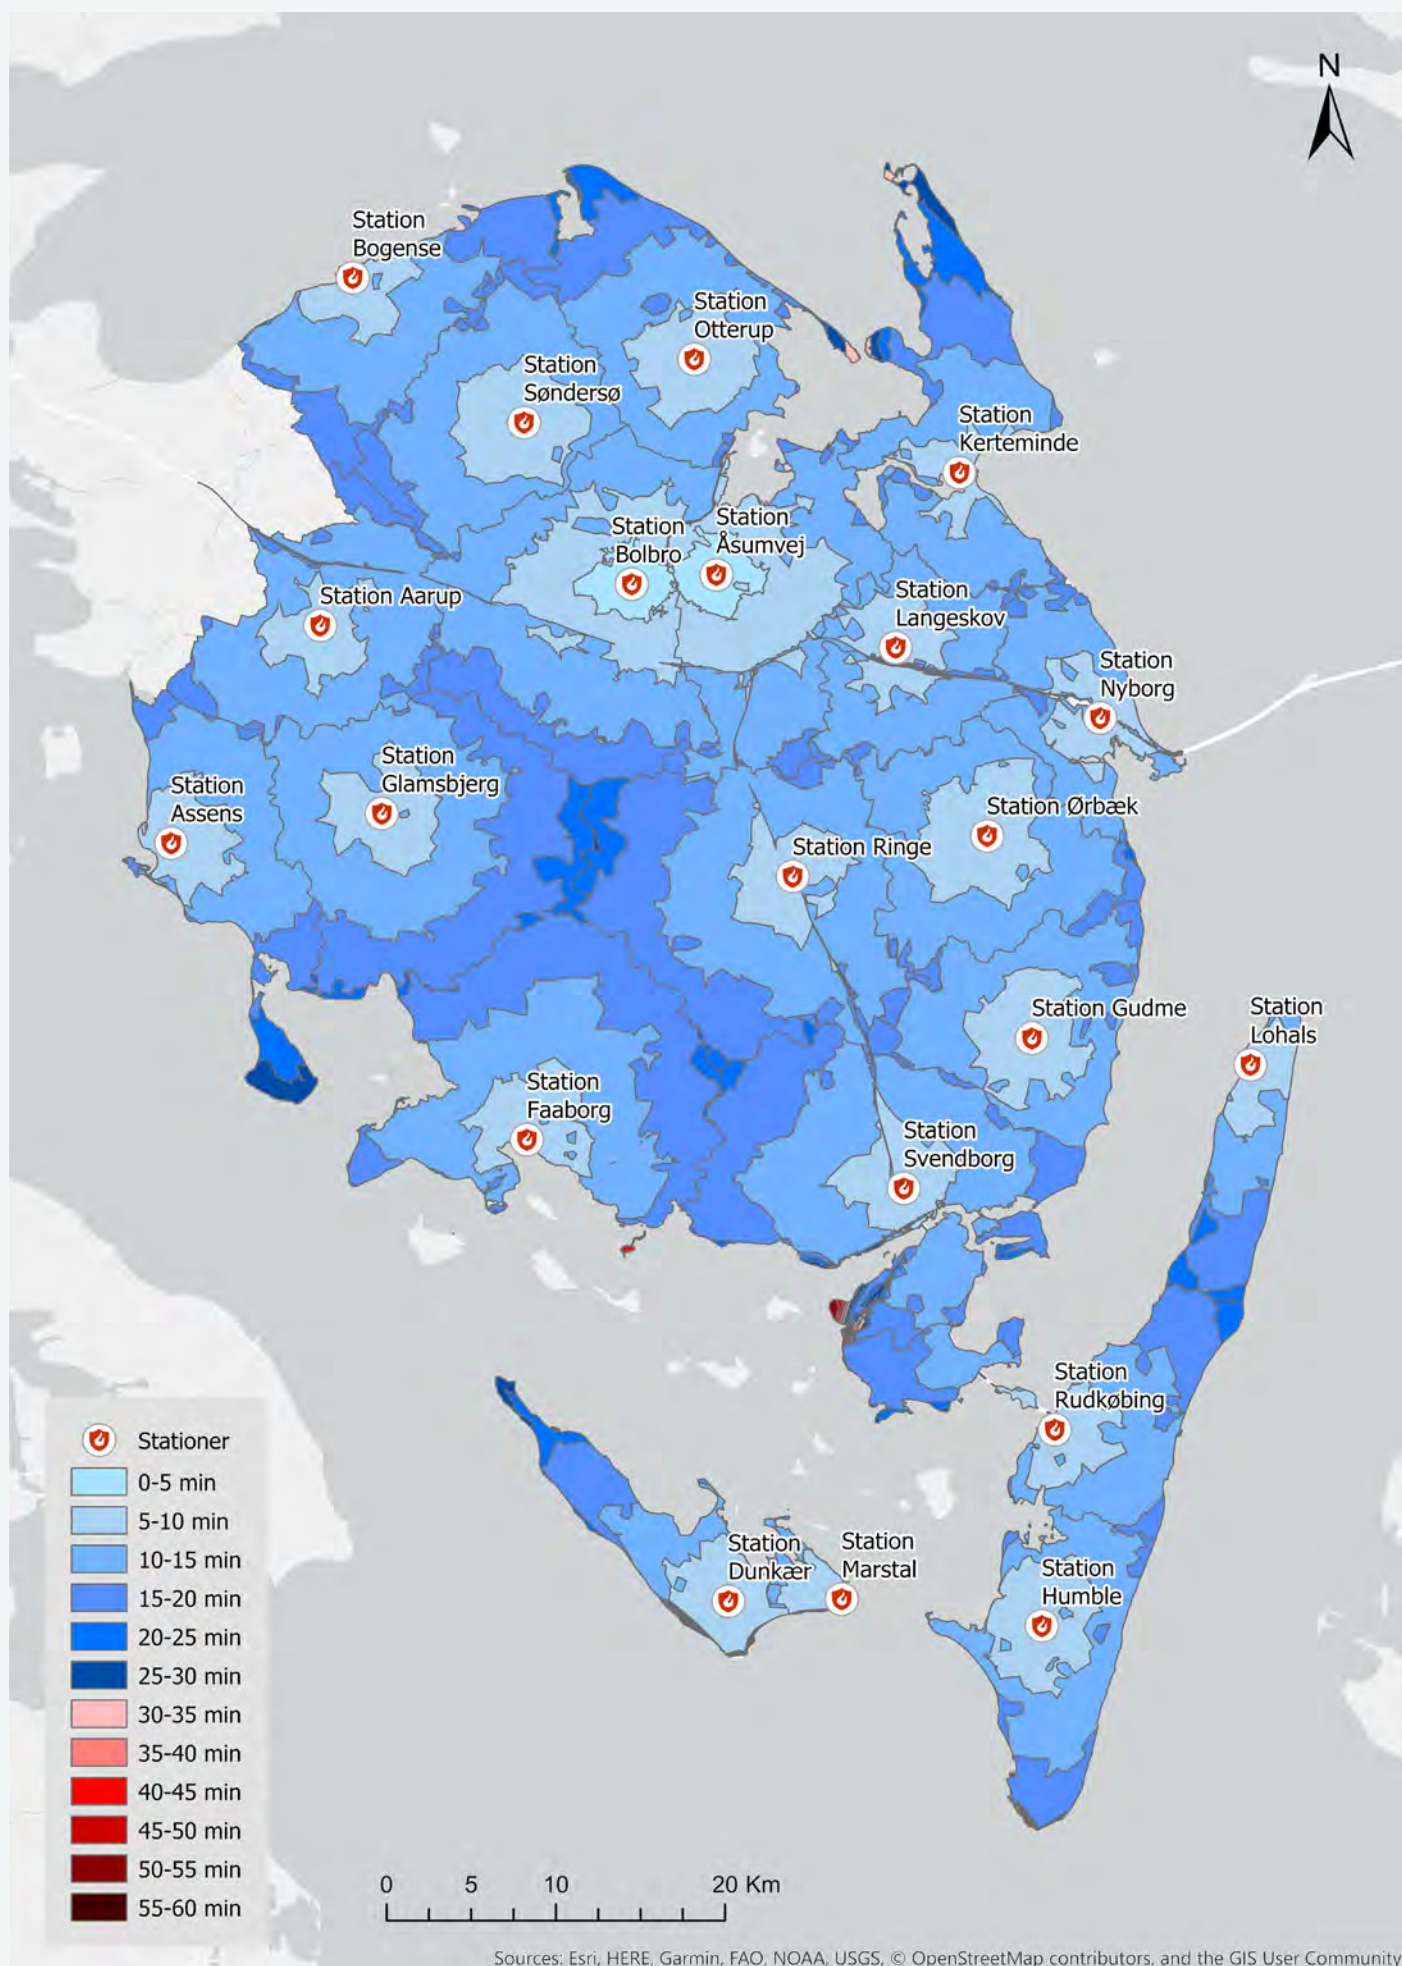 N
Station
Bogense
Station
Otterup
Station
Søndersø
Station
Kerteminde
Station
Bolbro
Station
Åsumvej
Station Aarup
Station
Langeskov
Station
Nyborg
Station
Glamsbjerg
Station
Assens
Station Ørbæk
Station Ringe
Station Gudme
Station
Lohals
Station
Faaborg
Station
Svendborg
Station
Rudkøbing
Station
Dunkær
Station
Marstal
Station
Humble
Stationer
0-5 min
5-10 min
10-15 min
15-20 min
20-25 min
25-30 min
30-35 min
35-40 min
40-45 min
45-50 min
50-55 min
55-60 min
0 5 10 20 Km
Sources: Esri, HERE, Garmin, FAO, NOAA, USGS, © OpenStreetMap contributors, and the GIS User Community